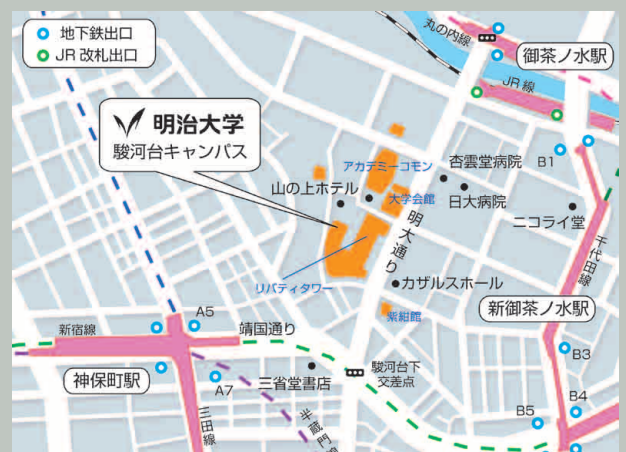 地下鉄出口
JR 改札出口
丸の内線
御茶ノ水駅
JR 線
明治大学
駿河台キャンパス
アカデミーコモン
杏雲堂病院
B1
山の上ホテル
大学会館
日大病院
ニコライ堂
明大通り
千代田線
リバティタワー
カザルスホール
紫紺館
新御茶ノ水駅
A5
新宿線
靖国通り
B3
神保町駅
A7
三省堂書店
駿河台下
交差点
B4
B5
三田線
半蔵門線